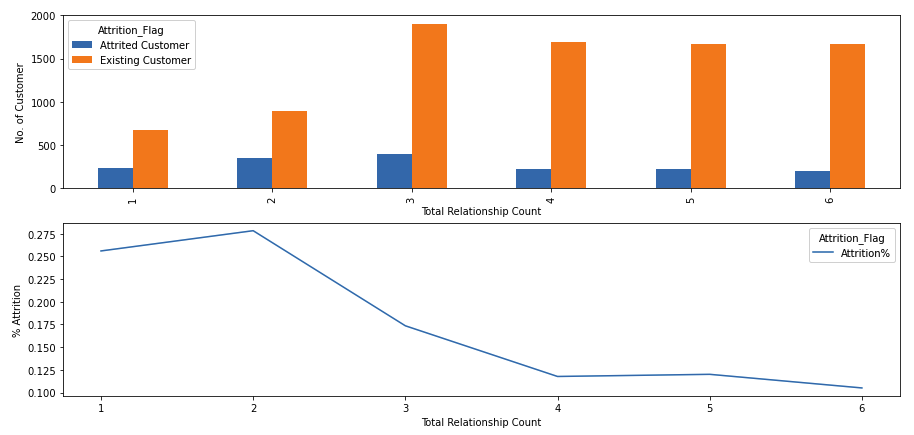 2000
1500
1000
500
0
No. of Customer
Attrition_Flag
Attrited Customer
Existing Customer
1 2 3 4 5 6
Total Relationship Count
0.275
0.250
0.225
0.200
0.175
0.150
0.125
0.100
% Attrition
Attrition_Flag
Attrition%
1 2 3 4 5 6
Total Relationship Count